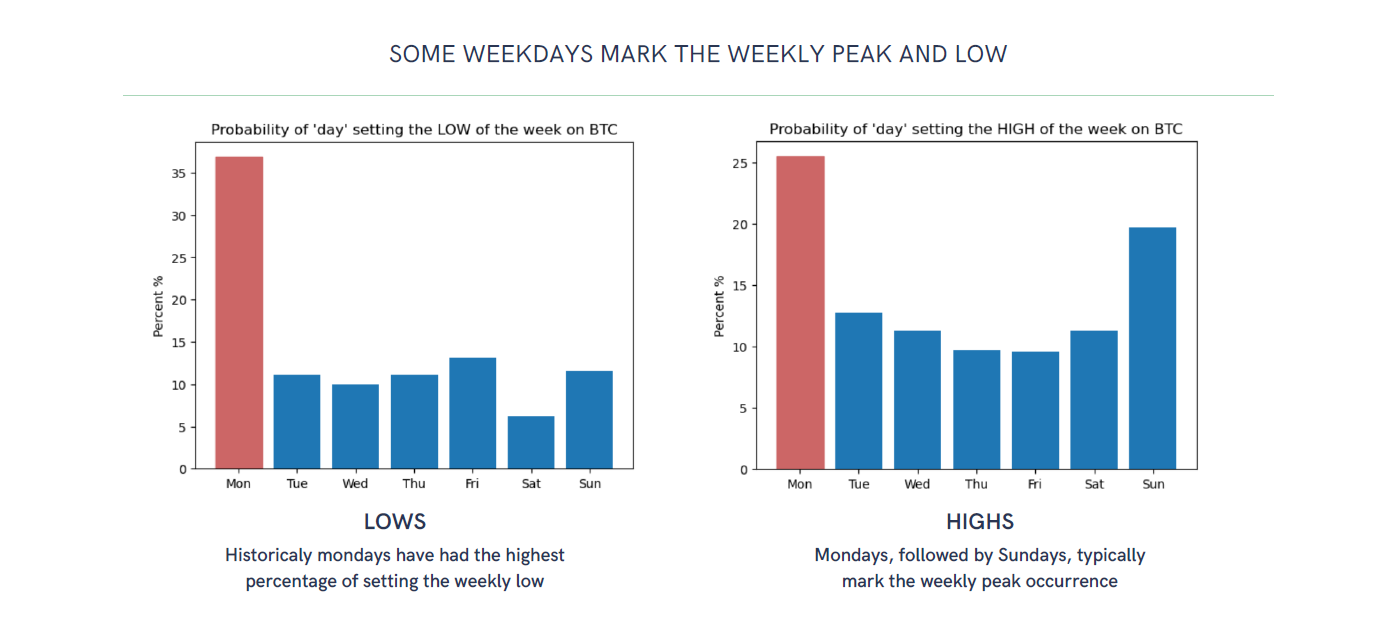 SOME WEEKDAYS MARK THE WEEKLY PEAK AND LOW
Probability of 'day' setting the LOW of the week on BTC
Percent %
35
30
25
20
15
10
5
0
Mon Tue Wed Thu Fri Sat Sun
LOWS
Historicaly mondays have had the highest
percentage of setting the weekly low
Probability of 'day' setting the HIGH of the week on BTC
Percent %
25
20
15
10
5
0
Mon Tue Wed Thu Fri Sat Sun
HIGHS
Mondays, followed by Sundays, typically
mark the weekly peak occurrence